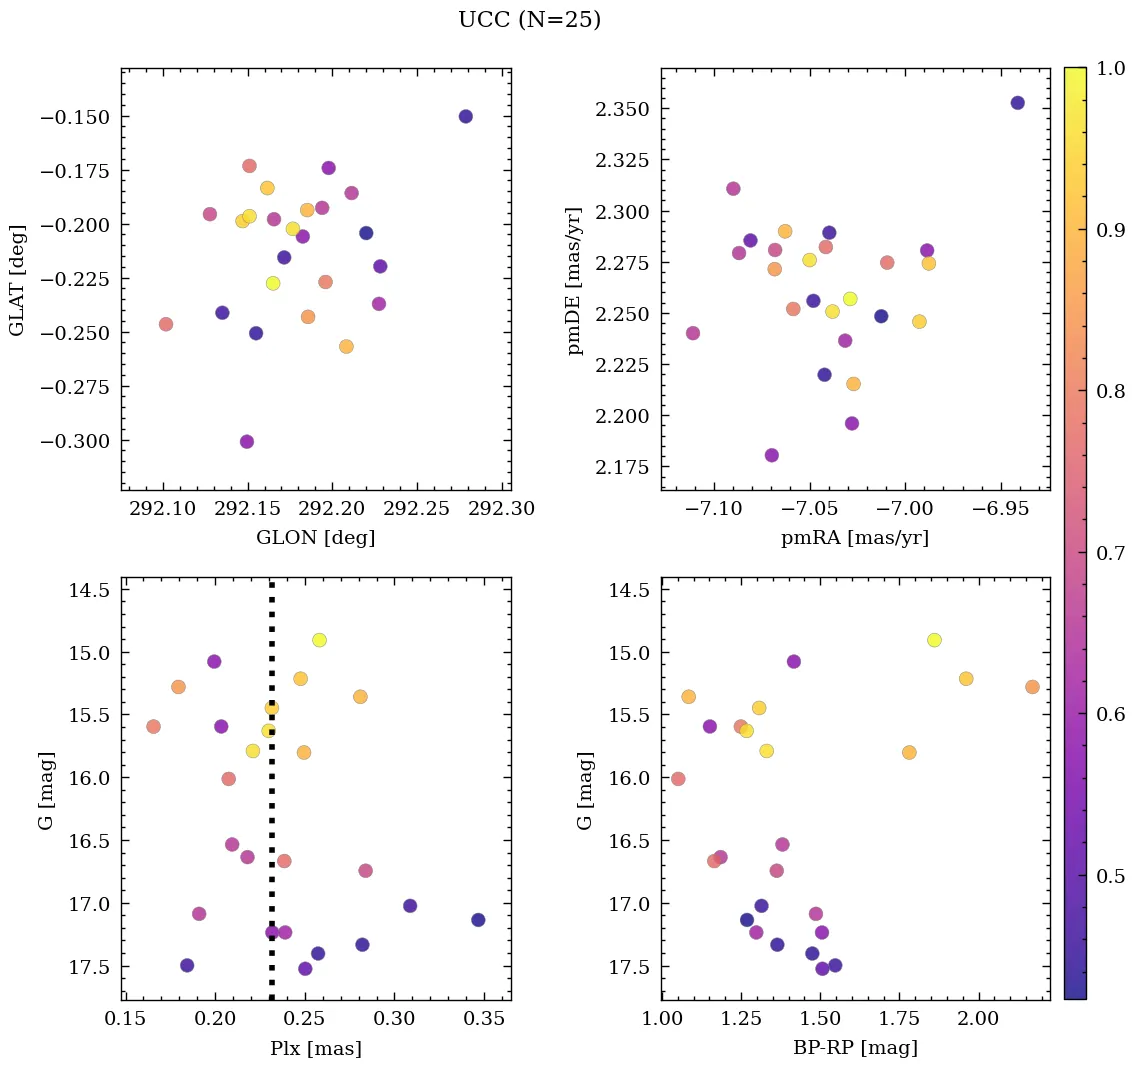 UCC (N=25)
−0.150
−0.175
−0.200
−0.225
−0.250
−0.275
−0.300
GLAT [deg]
292.10 292.15 292.20 292.25 292.30
GLON [deg]
2.350
2.325
2.300
2.275
2.250
2.225
2.200
2.175
pmDE [mas/yr]
−7.10 −7.05 −7.00 −6.95
pmRA [mas/yr]
1.0
0.9
0.8
0.7
0.6
0.5
14.5
15.0
15.5
16.0
16.5
17.0
17.5
G [mag]
0.15 0.20 0.25 0.30 0.35
Plx [mas]
14.5
15.0
15.5
16.0
16.5
17.0
17.5
G [mag]
1.00 1.25 1.50 1.75 2.00
BP-RP [mag]